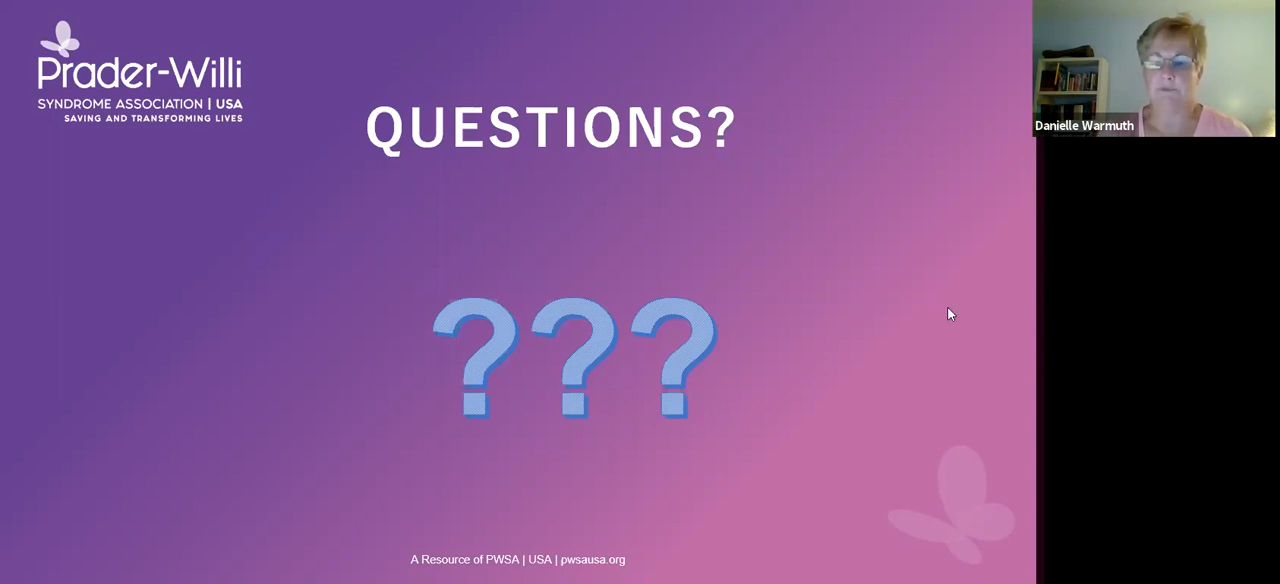 Prader-Willi
SYNDROME ASSOCIATION | USA
SAVING AND TRANSFORMING LIVES
QUESTIONS?
???
A Resource of PWSA | USA | pwsausa.org
Danielle Warmuth